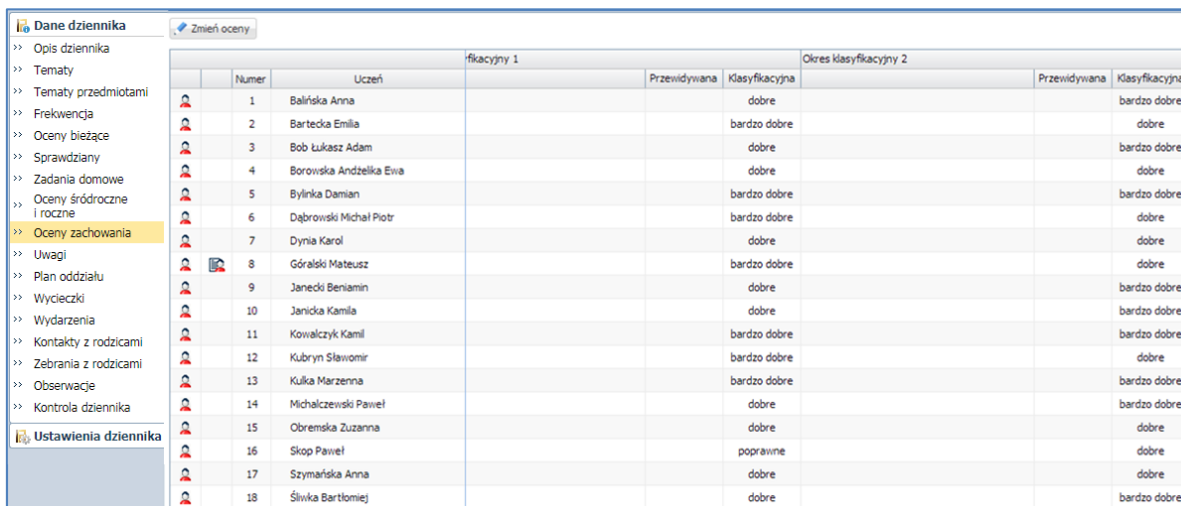 Dane dziennika
>> Opis dziennika
>> Tematy
>> Tematy przedmiotami
>> Frekwencja
>> Oceny bieżące
>> Sprawdziany
>> Zadania domowe
>> Oceny śródroczne
i roczne
>> Oceny zachowania
>> Uwagi
>> Plan oddziału
>> Wycieczki
>> Wydarzenia
>> Kontakty z rodzicami
>> Zebrania z rodzicami
>> Obserwacje
>> Kontrola dziennika
Ustawienia dziennika
Zmień oceny
fikacyjny 1 Okres klasyfikacyjny 2
Numer Uczeń Przewidywana Klasyfikacyjna Przewidywana Klasyfikacyjna
1 Balińska Anna dobre bardzo dobre
2 Bartecka Emilia bardzo dobre dobre
3 Bob Łukasz Adam dobre bardzo dobre
4 Borowska Andżelika Ewa dobre dobre
5 Bylinka Damian bardzo dobre bardzo dobre
6 Dąbrowski Michał Piotr bardzo dobre dobre
7 Dynia Karol dobre dobre
8 Góralski Mateusz bardzo dobre dobre
9 Janecki Beniamin dobre bardzo dobre
10 Janicka Kamila dobre bardzo dobre
11 Kowalczyk Kamil bardzo dobre bardzo dobre
12 Kubryn Sławomir bardzo dobre dobre
13 Kulka Marzenna bardzo dobre bardzo dobre
14 Michalczewski Paweł dobre bardzo dobre
15 Obremska Zuzanna dobre dobre
16 Skop Paweł poprawne dobre
17 Szymańska Anna dobre dobre
18 Śliwka Bartłomiej dobre bardzo dobre